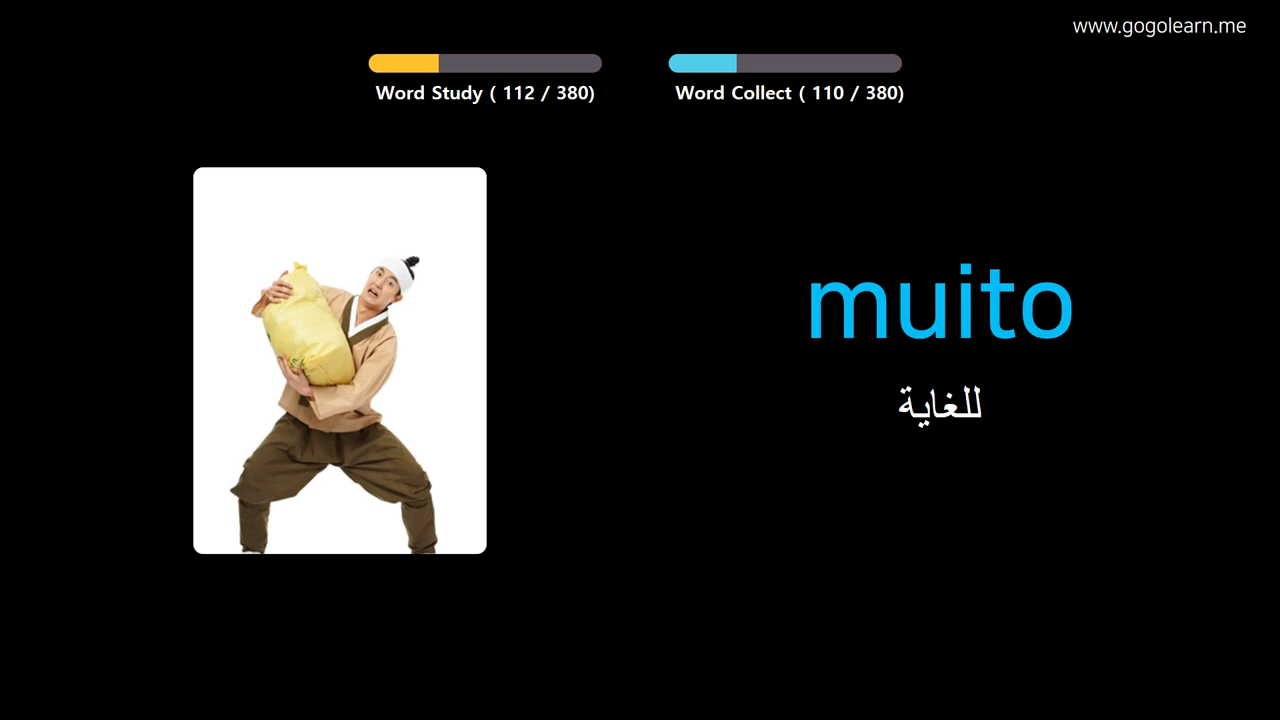 www.gogolearn.me
Word Study ( 112 / 380)
Word Collect ( 110 / 380)
muito
للغاية